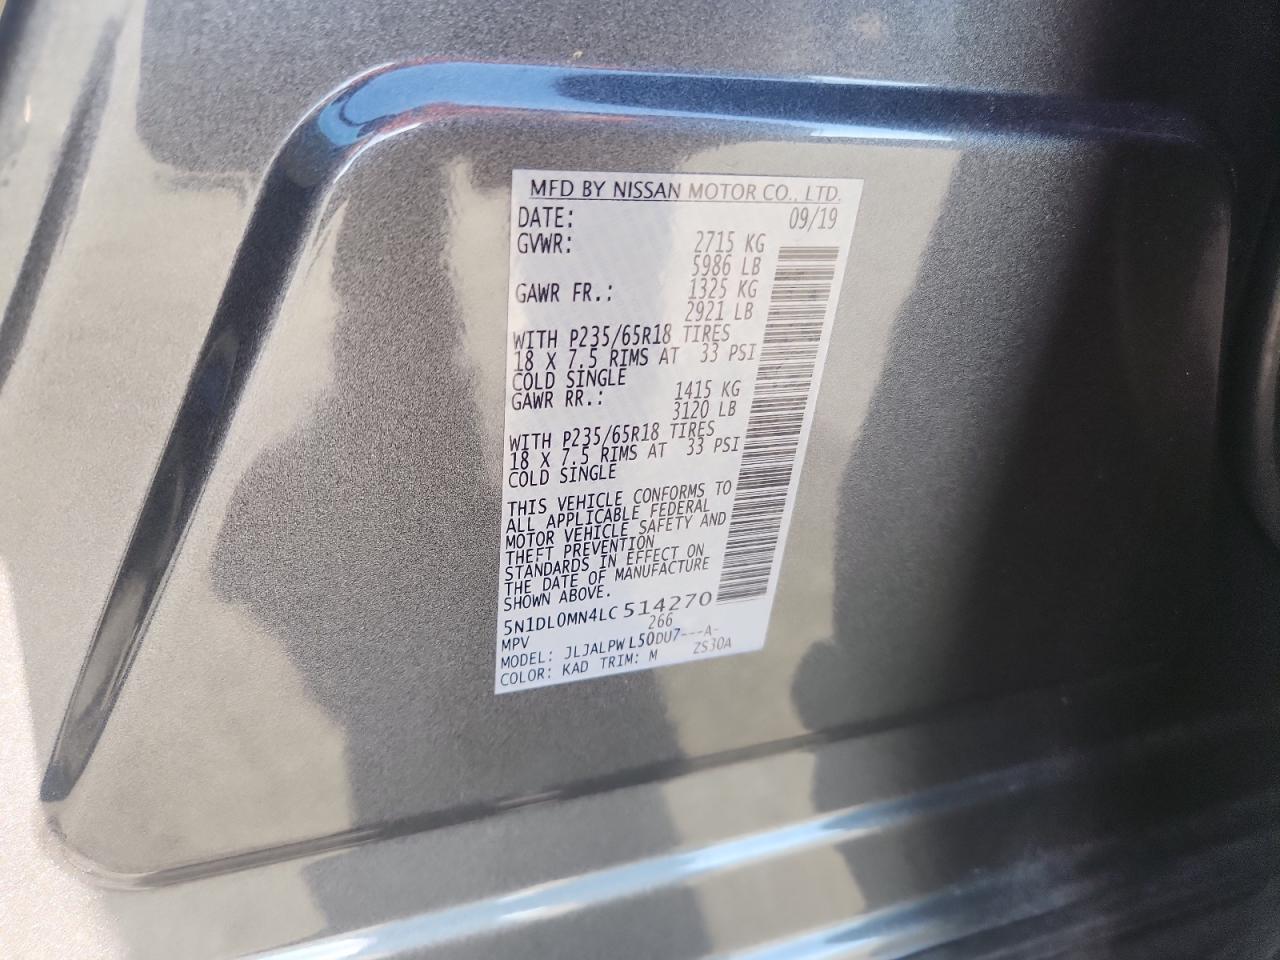 MFD BY NISSAN MOTOR CO., LTD.
DATE: 09/19
GVWR: 2715 KG
5986 LB
GAWR FR.: 1325 KG
2921 LB
WITH P235/65R18 TIRES
18 X 7.5 RIMS AT 33 PSI
COLD SINGLE
GAWR RR.: 1415 KG
3120 LB
WITH P235/65R18 TIRES
18 X 7.5 RIMS AT 33 PSI
COLD SINGLE
THIS VEHICLE CONFORMS TO
ALL APPLICABLE FEDERAL
MOTOR VEHICLE SAFETY AND
THEFT PREVENTION
STANDARDS IN EFFECT ON
THE DATE OF MANUFACTURE
SHOWN ABOVE.
5N1DL0MN4LC 514270
MPV 266
MODEL: JLJALPW L50DU7---A-
COLOR: KAD TRIM: M ZS30A